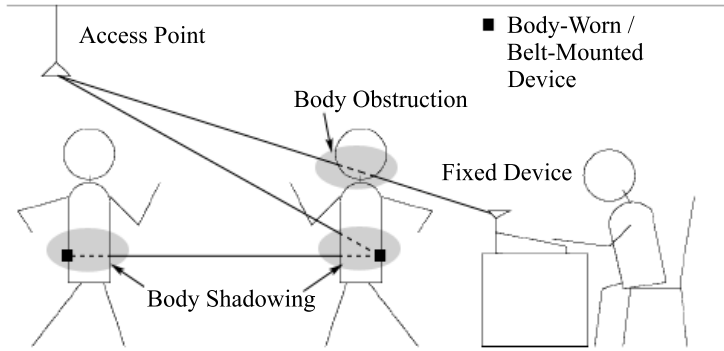 Access Point
Body-Worn /
Belt-Mounted
Device
Body Obstruction
Fixed Device
Body Shadowing